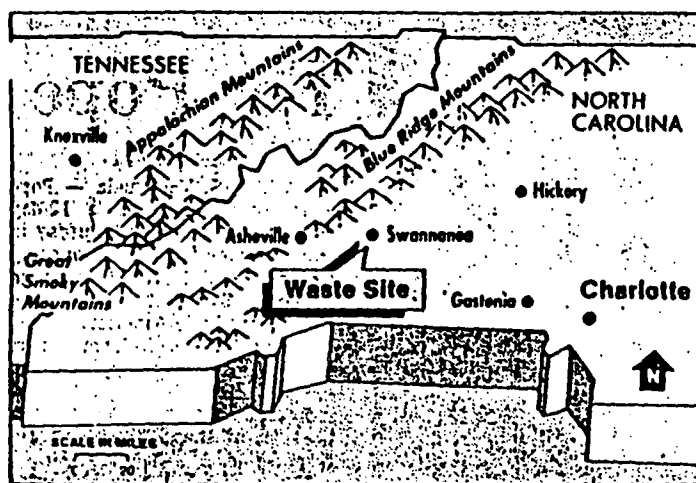 TENNESSEE
Appalachian Mountains
Blue Ridge Mountains
NORTH
CAROLINA
Knoxville
Hickory
Asheville
Swannanoa
Great
Smoky
Mountains
Waste Site
Gastonia
Charlotte
N
SCALE IN MILES
20